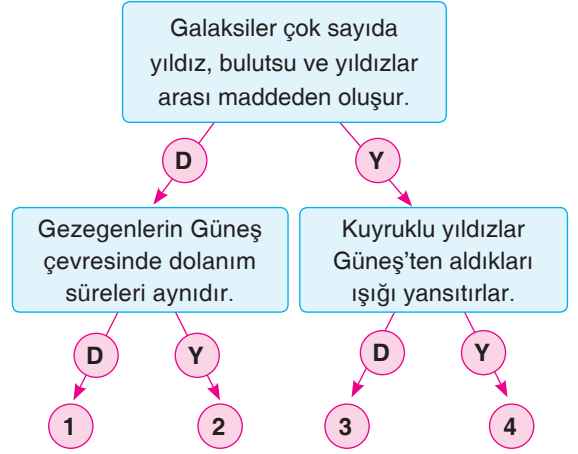 Galaksiler çok sayıda
yıldız, bulutsu ve yıldızlar
arası maddeden oluşur.
D
Y
Gezegenlerin Güneş
çevresinde dolanım
süreleri aynıdır.
Kuyruklu yıldızlar
Güneş'ten aldıkları
ışığı yansıtırlar.
D
Y
D
Y
1
2
3
4